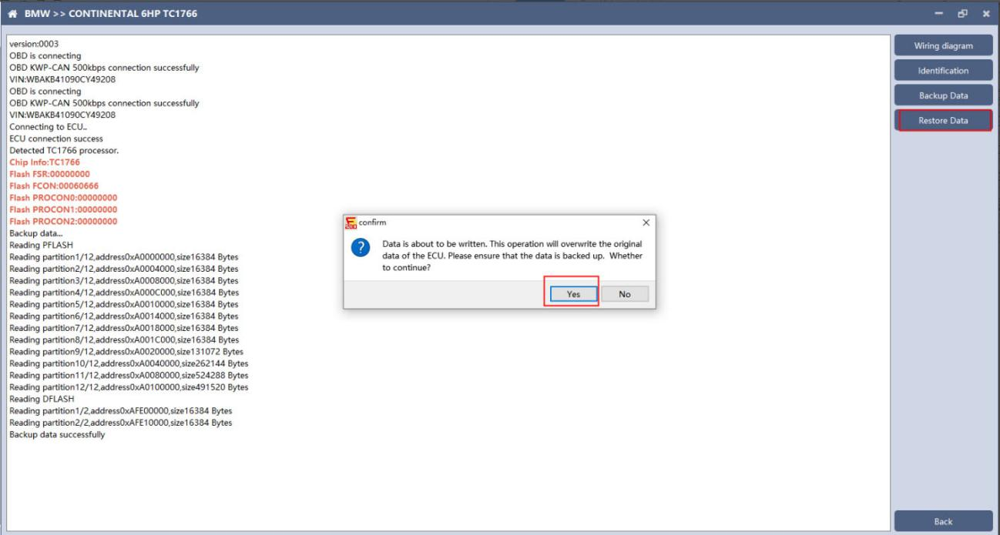 BMW >> CONTINENTAL 6HP TC1766
version:0003
OBD is connecting
OBD KWP-CAN 500kbps connection successfully
VIN:WBAKB41090CY49208
OBD is connecting
OBD KWP-CAN 500kbps connection successfully
VIN:WBAKB41090CY49208
Connecting to ECU..
ECU connection success
Detected TC1766 processor.
Chip Info:TC1766
Flash FSR:00000000
Flash FCON:00060666
Flash PROCON0:00000000
Flash PROCON1:00000000
Flash PROCON2:00000000
Backup data...
Reading PFLASH
Reading partition1/12,address0xA0000000,size16384 Bytes
Reading partition2/12,address0xA0004000,size16384 Bytes
Reading partition3/12,address0xA0008000,size16384 Bytes
Reading partition4/12,address0xA000C000,size16384 Bytes
Reading partition5/12,address0xA0010000,size16384 Bytes
Reading partition6/12,address0xA0014000,size16384 Bytes
Reading partition7/12,address0xA0018000,size16384 Bytes
Reading partition8/12,address0xA001C000,size16384 Bytes
Reading partition9/12,address0xA0020000,size131072 Bytes
Reading partition10/12,address0xA0040000,size262144 Bytes
Reading partition11/12,address0xA0080000,size524288 Bytes
Reading partition12/12,address0xA0100000,size491520 Bytes
Reading DFLASH
Reading partition1/2,address0xAFE00000,size16384 Bytes
Reading partition2/2,address0xAFE10000,size16384 Bytes
Backup data successfully
confirm
Data is about to be written. This operation will overwrite the original
data of the ECU. Please ensure that the data is backed up. Whether
to continue?
Yes
No
Wiring diagram
Identification
Backup Data
Restore Data
Back